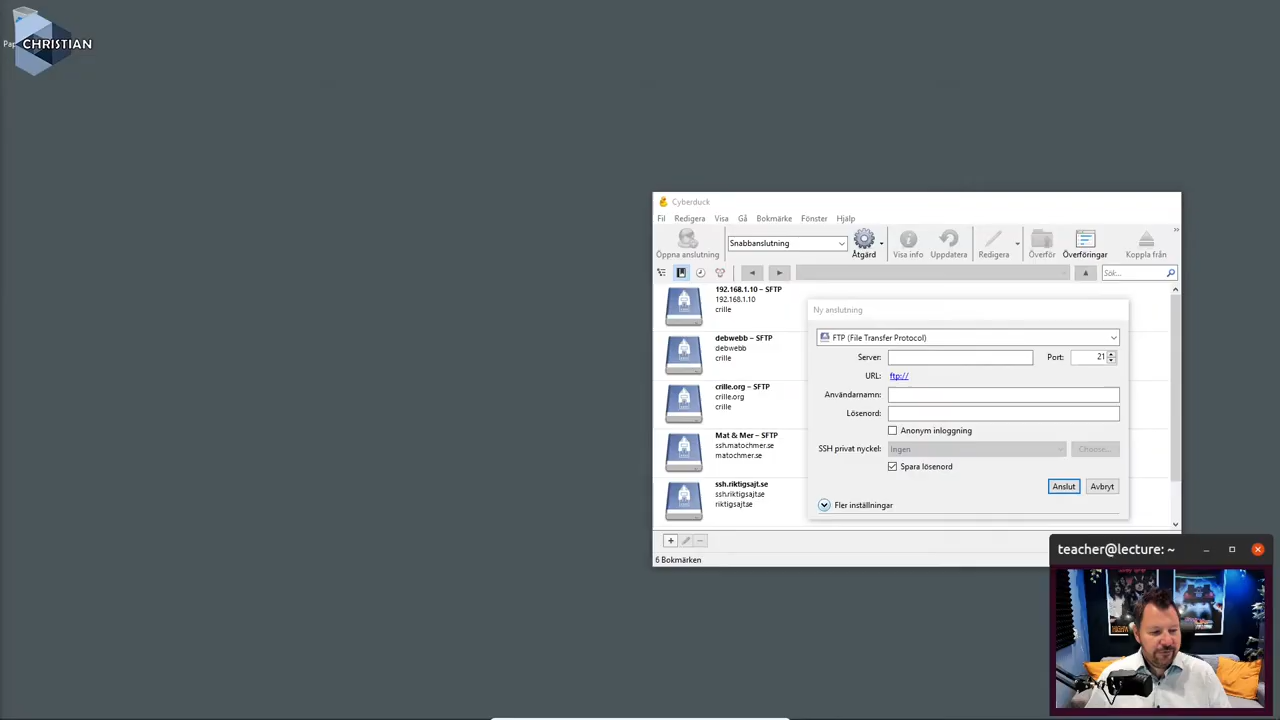 CHRISTIAN
Cyberduck
Fil Redigera Visa Gå Bokmärke Fönster Hjälp
Öppna anslutning
Snabbanslutning
Åtgärd
Visa info
Uppdatera
Redigera
Överför
Överföringar
Koppla från
Sök...
192.168.1.10 – SFTP
192.168.1.10
crille
debwebb – SFTP
debwebb
crille
crille.org – SFTP
crille.org
crille
Mat & Mer – SFTP
ssh.matochmer.se
matochmer.se
ssh.riktigsajt.se
ssh.riktigsajt.se
riktigsajt.se
6 Bokmärken
Ny anslutning
FTP (File Transfer Protocol)
Server: Port: 21
URL: ftp://
Användarnamn:
Lösenord:
Anonym inloggning
SSH privat nyckel: Ingen Choose...
Spara lösenord
Anslut Avbryt
Fler inställningar
teacher@lecture: ~